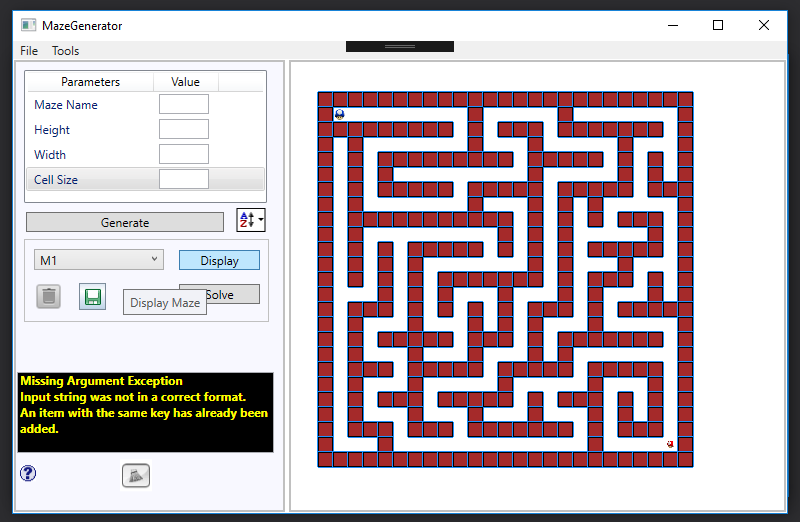 MazeGenerator
File Tools
Parameters Value
Maze Name
Height
Width
Cell Size
Generate
M1
Display
Solve
Display Maze
Missing Argument Exception
Input string was not in a correct format.
An item with the same key has already been
added.